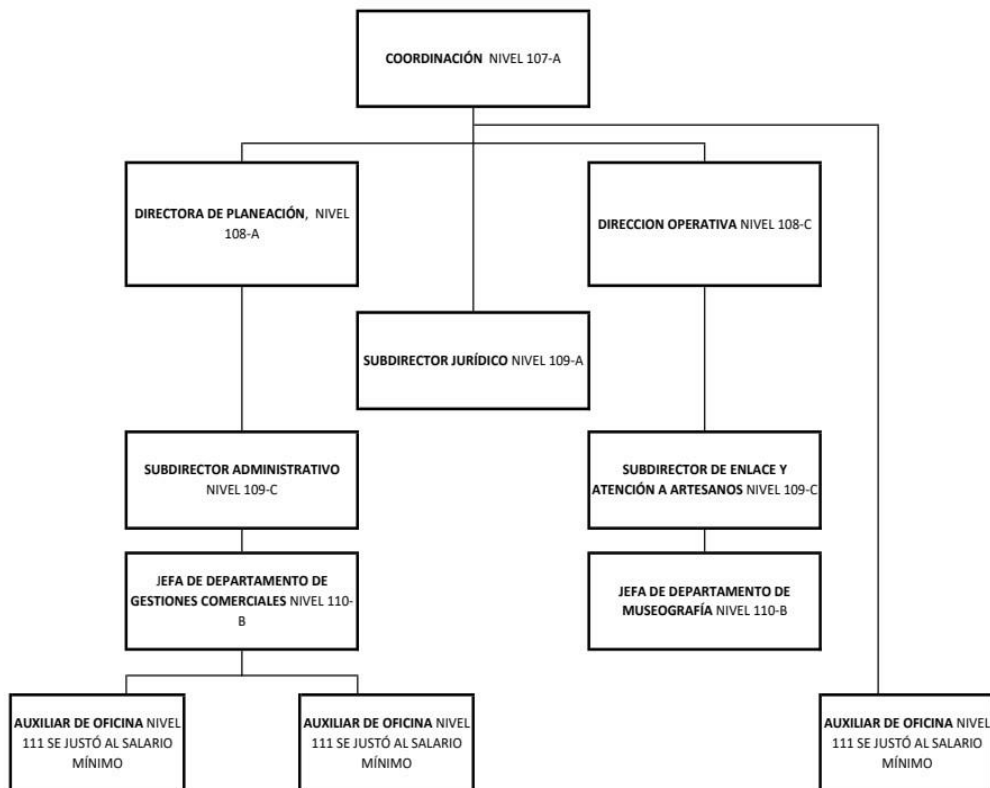 COORDINACIÓN NIVEL 107-A
DIRECTORA DE PLANEACIÓN, NIVEL
108-A
DIRECCION OPERATIVA NIVEL 108-C
SUBDIRECTOR JURÍDICO NIVEL 109-A
SUBDIRECTOR ADMINISTRATIVO
NIVEL 109-C
SUBDIRECTOR DE ENLACE Y
ATENCIÓN A ARTESANOS NIVEL 109-C
JEFA DE DEPARTAMENTO DE
GESTIONES COMERCIALES NIVEL 110-
B
JEFA DE DEPARTAMENTO DE
MUSEOGRAFÍA NIVEL 110-B
AUXILIAR DE OFICINA NIVEL
111 SE JUSTÓ AL SALARIO
MÍNIMO
AUXILIAR DE OFICINA NIVEL
111 SE JUSTÓ AL SALARIO
MÍNIMO
AUXILIAR DE OFICINA NIVEL
111 SE JUSTÓ AL SALARIO
MÍNIMO